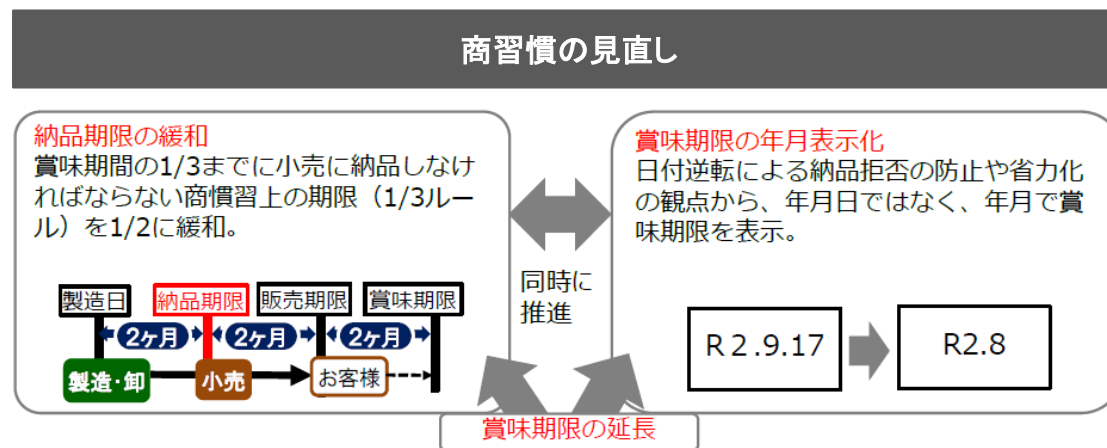 商習慣の見直し
納品期限の緩和
賞味期間の1/3までに小売に納品しなけ
ればならない商慣習上の期限（1/3ルー
ル）を1/2に緩和。
製造日 納品期限 販売期限 賞味期限
2ヶ月 2ヶ月 2ヶ月
製造・卸 小売 お客様
同時に
推進
賞味期限の年月表示化
日付逆転による納品拒否の防止や省力化
の観点から、年月日ではなく、年月で賞
味期限を表示。
R２.9.17 R2.8
賞味期限の延長